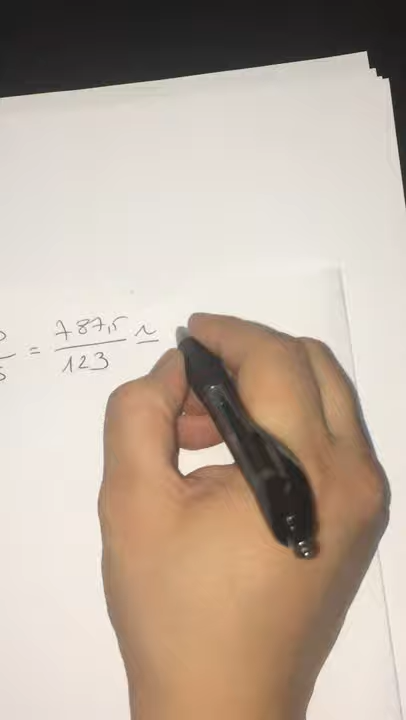 = 787,5 ≃
123